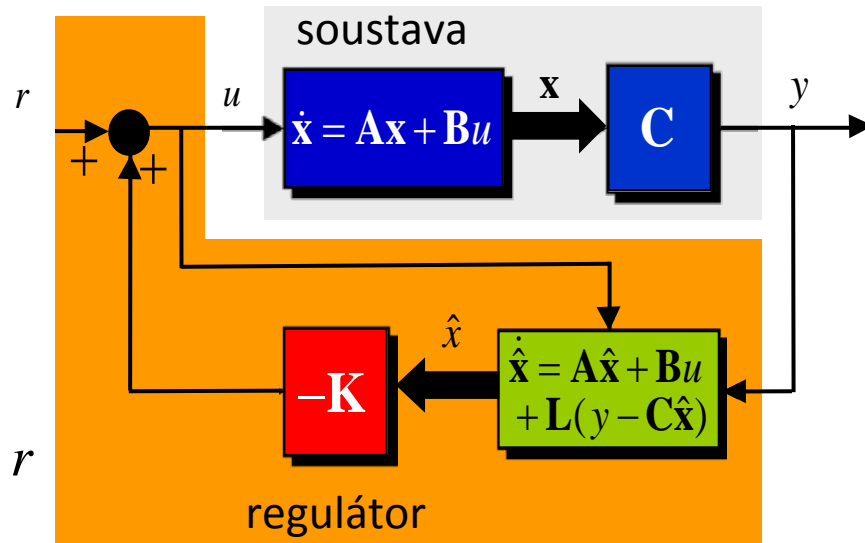 soustava
r
u
ẋ = Ax + Bu
x
C
y
+
+
x̂
−K
x̂̇ = Ax̂ + Bu
+ L(y − Cx̂)
r
regulátor